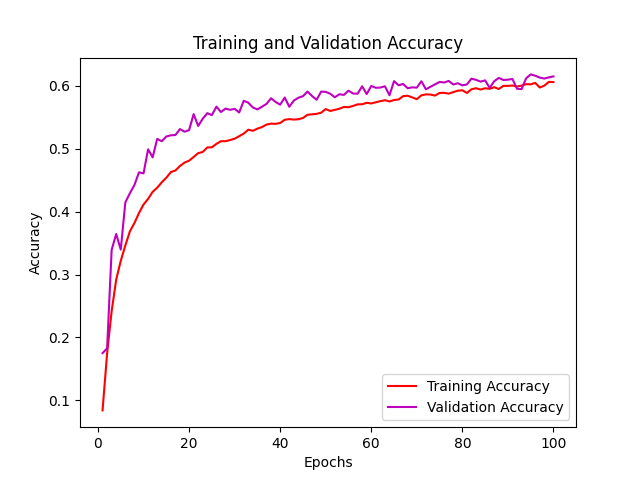 Training and Validation Accuracy
Accuracy
0.6
0.5
0.4
0.3
0.2
0.1
Training Accuracy
Validation Accuracy
0 20 40 60 80 100
Epochs